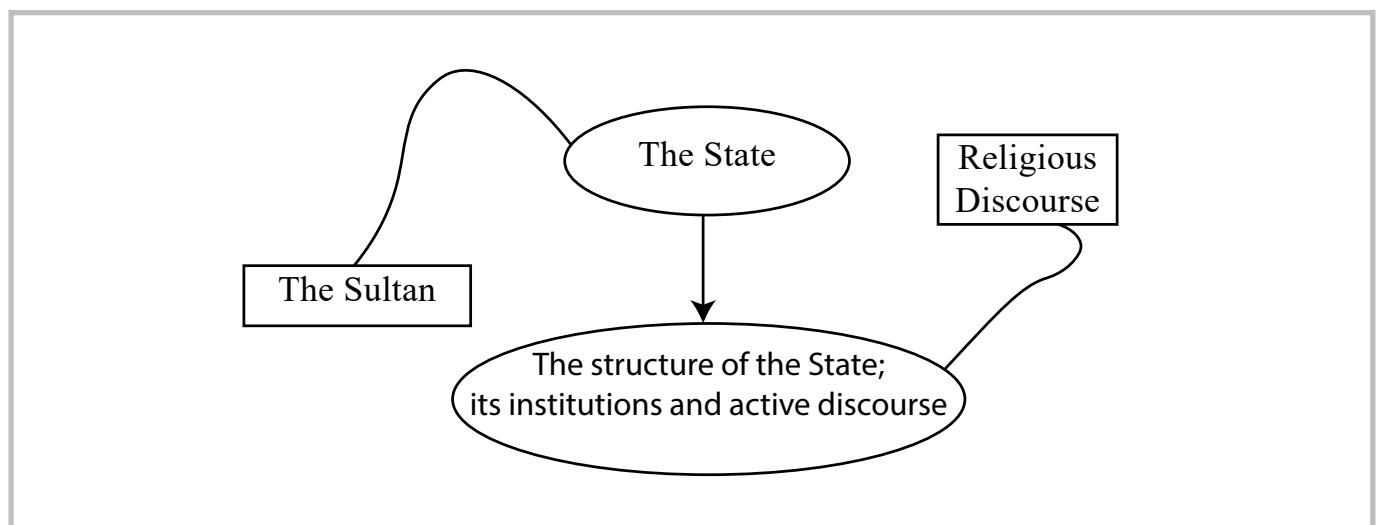 The State
Religious
Discourse
The Sultan
The structure of the State;
its institutions and active discourse